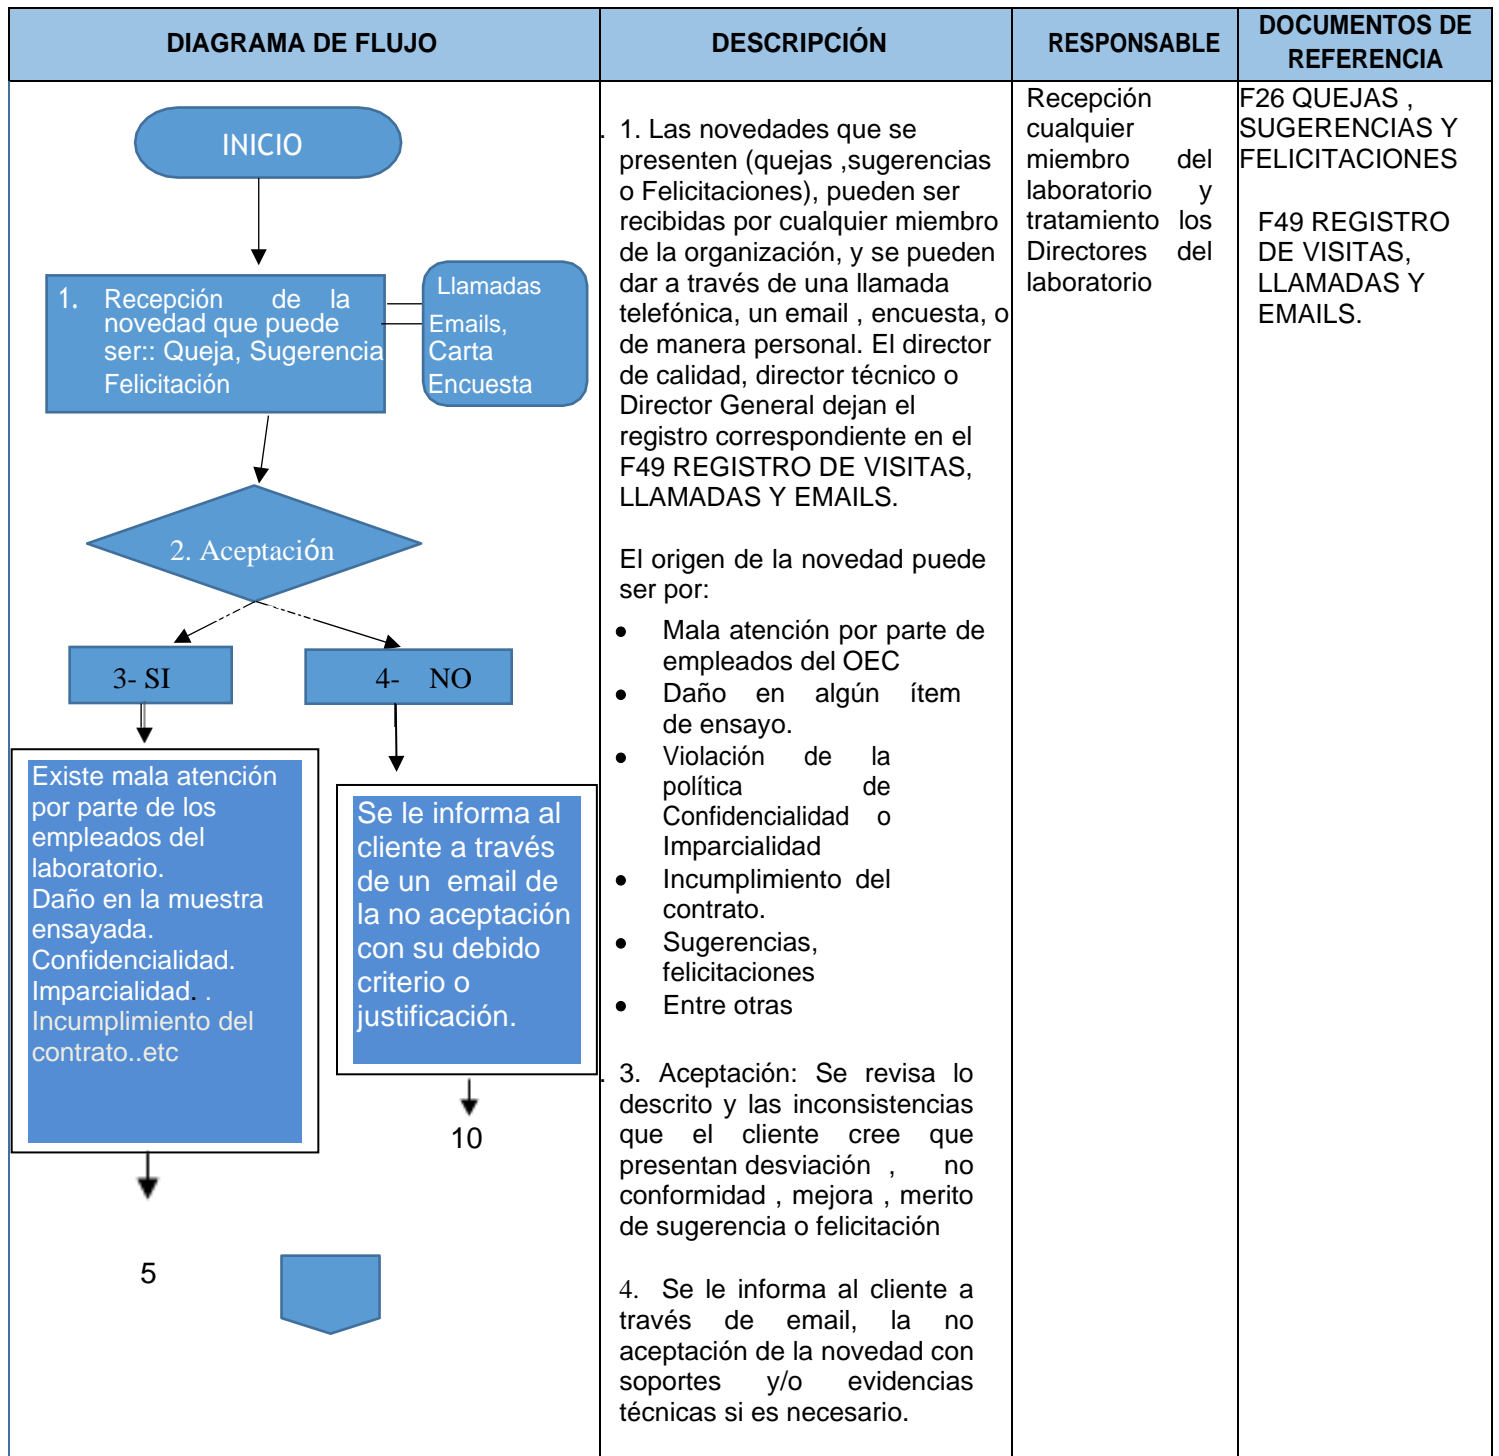 DIAGRAMA DE FLUJO
DESCRIPCIÓN
RESPONSABLE
DOCUMENTOS DE
REFERENCIA
INICIO
1. Recepción de la
novedad que puede
ser:: Queja, Sugerencia
Felicitación
Llamadas
Emails,
Carta
Encuesta
2. Aceptación
3- SI
4- NO
Existe mala atención
por parte de los
empleados del
laboratorio.
Daño en la muestra
ensayada.
Confidencialidad.
Imparcialidad. .
Incumplimiento del
contrato..etc
Se le informa al
cliente a través
de un email de
la no aceptación
con su debido
criterio o
justificación.
10
5
. 1. Las novedades que se
presenten (quejas ,sugerencias
o Felicitaciones), pueden ser
recibidas por cualquier miembro
de la organización, y se pueden
dar a través de una llamada
telefónica, un email , encuesta, o
de manera personal. El director
de calidad, director técnico o
Director General dejan el
registro correspondiente en el
F49 REGISTRO DE VISITAS,
LLAMADAS Y EMAILS.
El origen de la novedad puede
ser por:
• Mala atención por parte de
empleados del OEC
• Daño en algún ítem
de ensayo.
• Violación de la
política de
Confidencialidad o
Imparcialidad
• Incumplimiento del
contrato.
• Sugerencias,
felicitaciones
• Entre otras
. 3. Aceptación: Se revisa lo
descrito y las inconsistencias
que el cliente cree que
presentan desviación , no
conformidad , mejora , merito
de sugerencia o felicitación
4. Se le informa al cliente a
través de email, la no
aceptación de la novedad con
soportes y/o evidencias
técnicas si es necesario.
Recepción
cualquier
miembro del
laboratorio y
tratamiento los
Directores del
laboratorio
F26 QUEJAS ,
SUGERENCIAS Y
FELICITACIONES
F49 REGISTRO
DE VISITAS,
LLAMADAS Y
EMAILS.